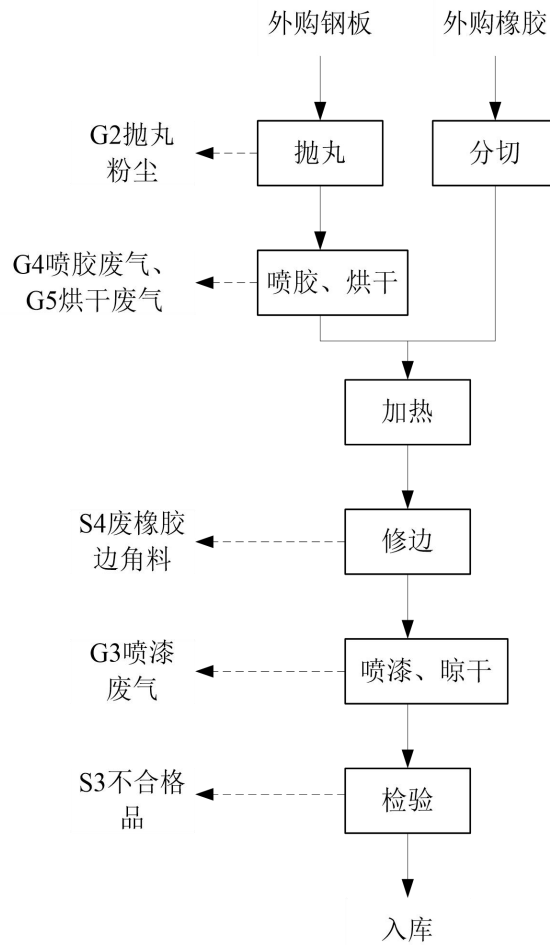 外购钢板
外购橡胶
G2抛丸
粉尘
抛丸
分切
G4喷胶废气、
G5烘干废气
喷胶、烘干
加热
S4废橡胶
边角料
修边
G3喷漆
废气
喷漆、晾干
S3不合格
品
检验
入库